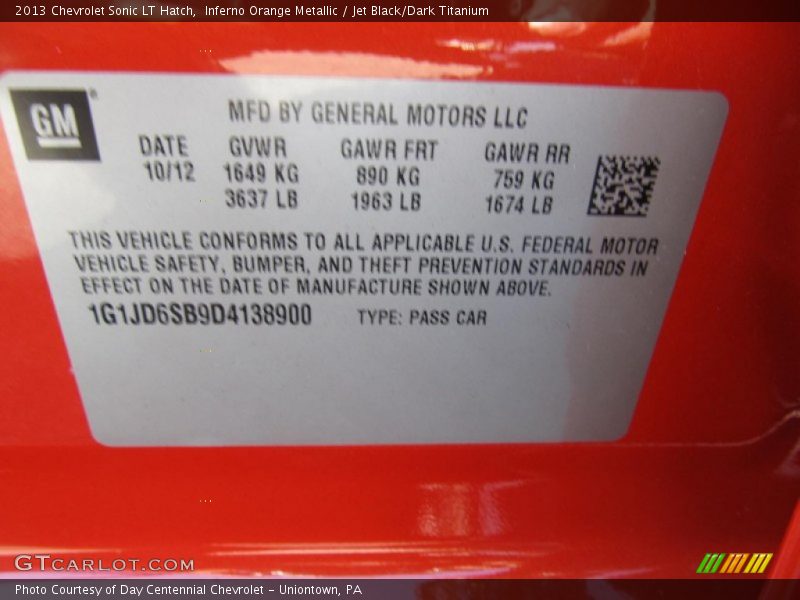 2013 Chevrolet Sonic LT Hatch,  Inferno Orange Metallic / Jet Black/Dark Titanium
GM
MFD BY GENERAL MOTORS LLC
DATE GVWR GAWR FRT GAWR RR
10/12 1649 KG 890 KG 759 KG
3637 LB 1963 LB 1674 LB
THIS VEHICLE CONFORMS TO ALL APPLICABLE U.S. FEDERAL MOTOR
VEHICLE SAFETY, BUMPER, AND THEFT PREVENTION STANDARDS IN
EFFECT ON THE DATE OF MANUFACTURE SHOWN ABOVE.
1G1JD6SB9D4138900 TYPE: PASS CAR
GTCARLOT.COM
Photo Courtesy of Day Centennial Chevrolet - Uniontown, PA